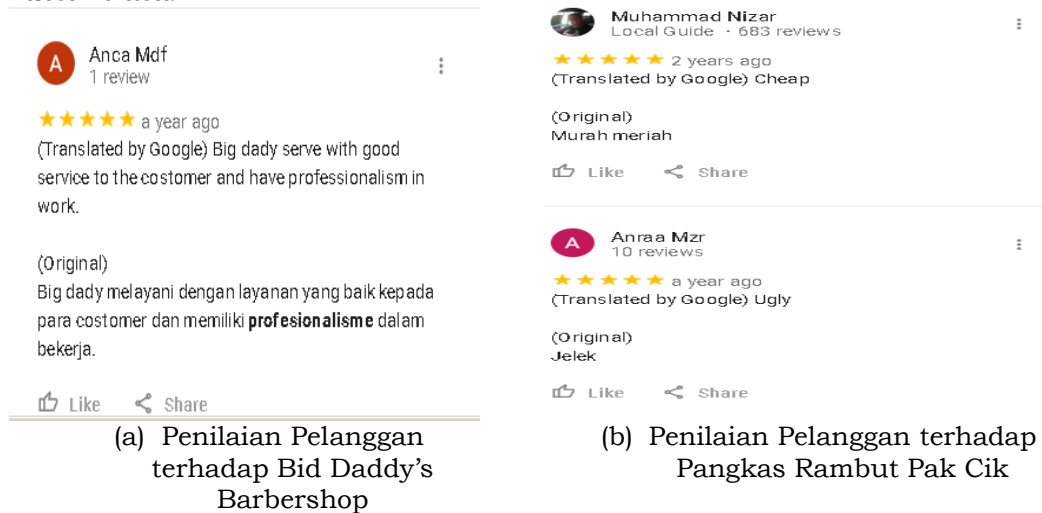 Anca Mdf
1 review
a year ago
(Translated by Google) Big dady serve with good
service to the costomer and have professionalism in
work.
(Original)
Big dady melayani dengan layanan yang baik kepada
para costomer dan memiliki profesionalisme dalam
bekerja.
Like Share
(a) Penilaian Pelanggan
terhadap Bid Daddy's
Barbershop
Muhammad Nizar
Local Guide · 683 reviews
2 years ago
(Translated by Google) Cheap
(Original)
Murah meriah
Like Share
A
Anraa Mzr
10 reviews
a year ago
(Translated by Google) Ugly
(Original)
Jelek
Like Share
(b) Penilaian Pelanggan terhadap
Pangkas Rambut Pak Cik